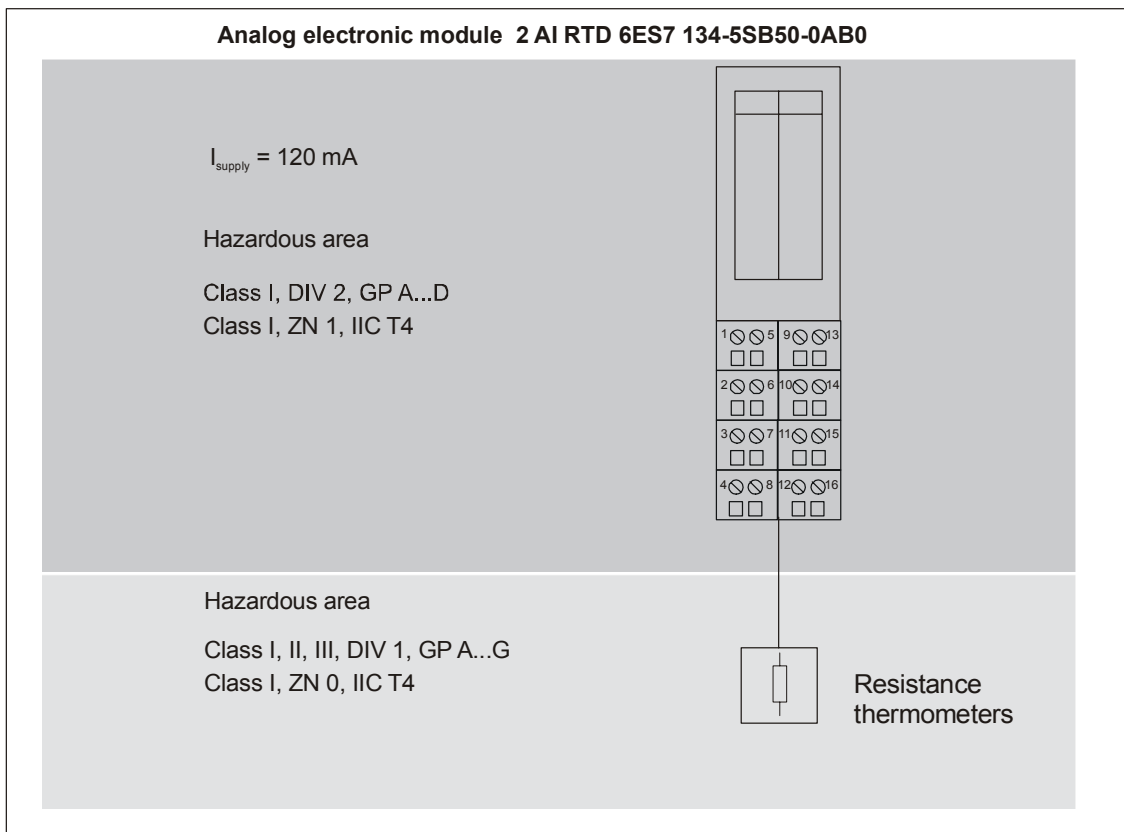 Analog electronic module 2 AI RTD 6ES7 134-5SB50-0AB0
Isupply = 120 mA
Hazardous area
Class I, DIV 2, GP A...D
Class I, ZN 1, IIC T4
1 5 9 13
2 6 10 14
3 7 11 15
4 8 12 16
Hazardous area
Class I, II, III, DIV 1, GP A...G
Class I, ZN 0, IIC T4
Resistance
thermometers